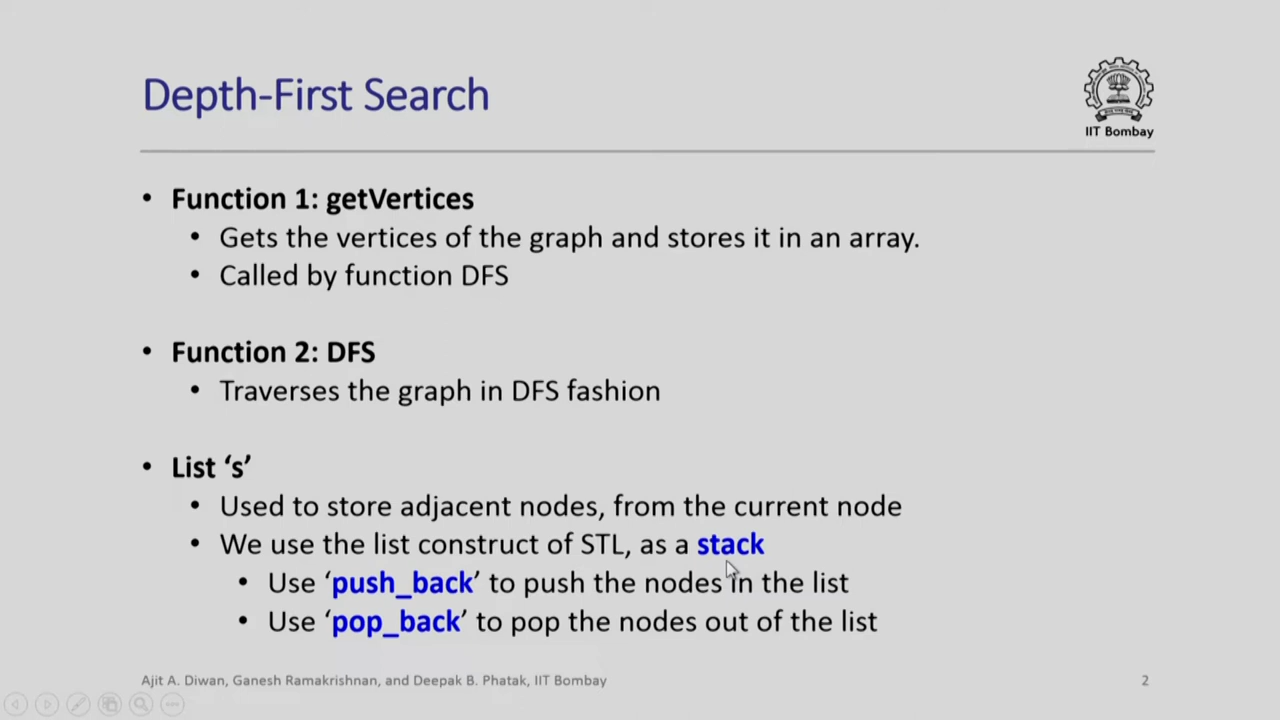 Depth-First Search
IIT Bombay
• Function 1: getVertices
• Gets the vertices of the graph and stores it in an array.
• Called by function DFS
• Function 2: DFS
• Traverses the graph in DFS fashion
• List ‘s’
• Used to store adjacent nodes, from the current node
• We use the list construct of STL, as a stack
• Use ‘push_back’ to push the nodes in the list
• Use ‘pop_back’ to pop the nodes out of the list
Ajit A. Diwan, Ganesh Ramakrishnan, and Deepak B. Phatak, IIT Bombay
2